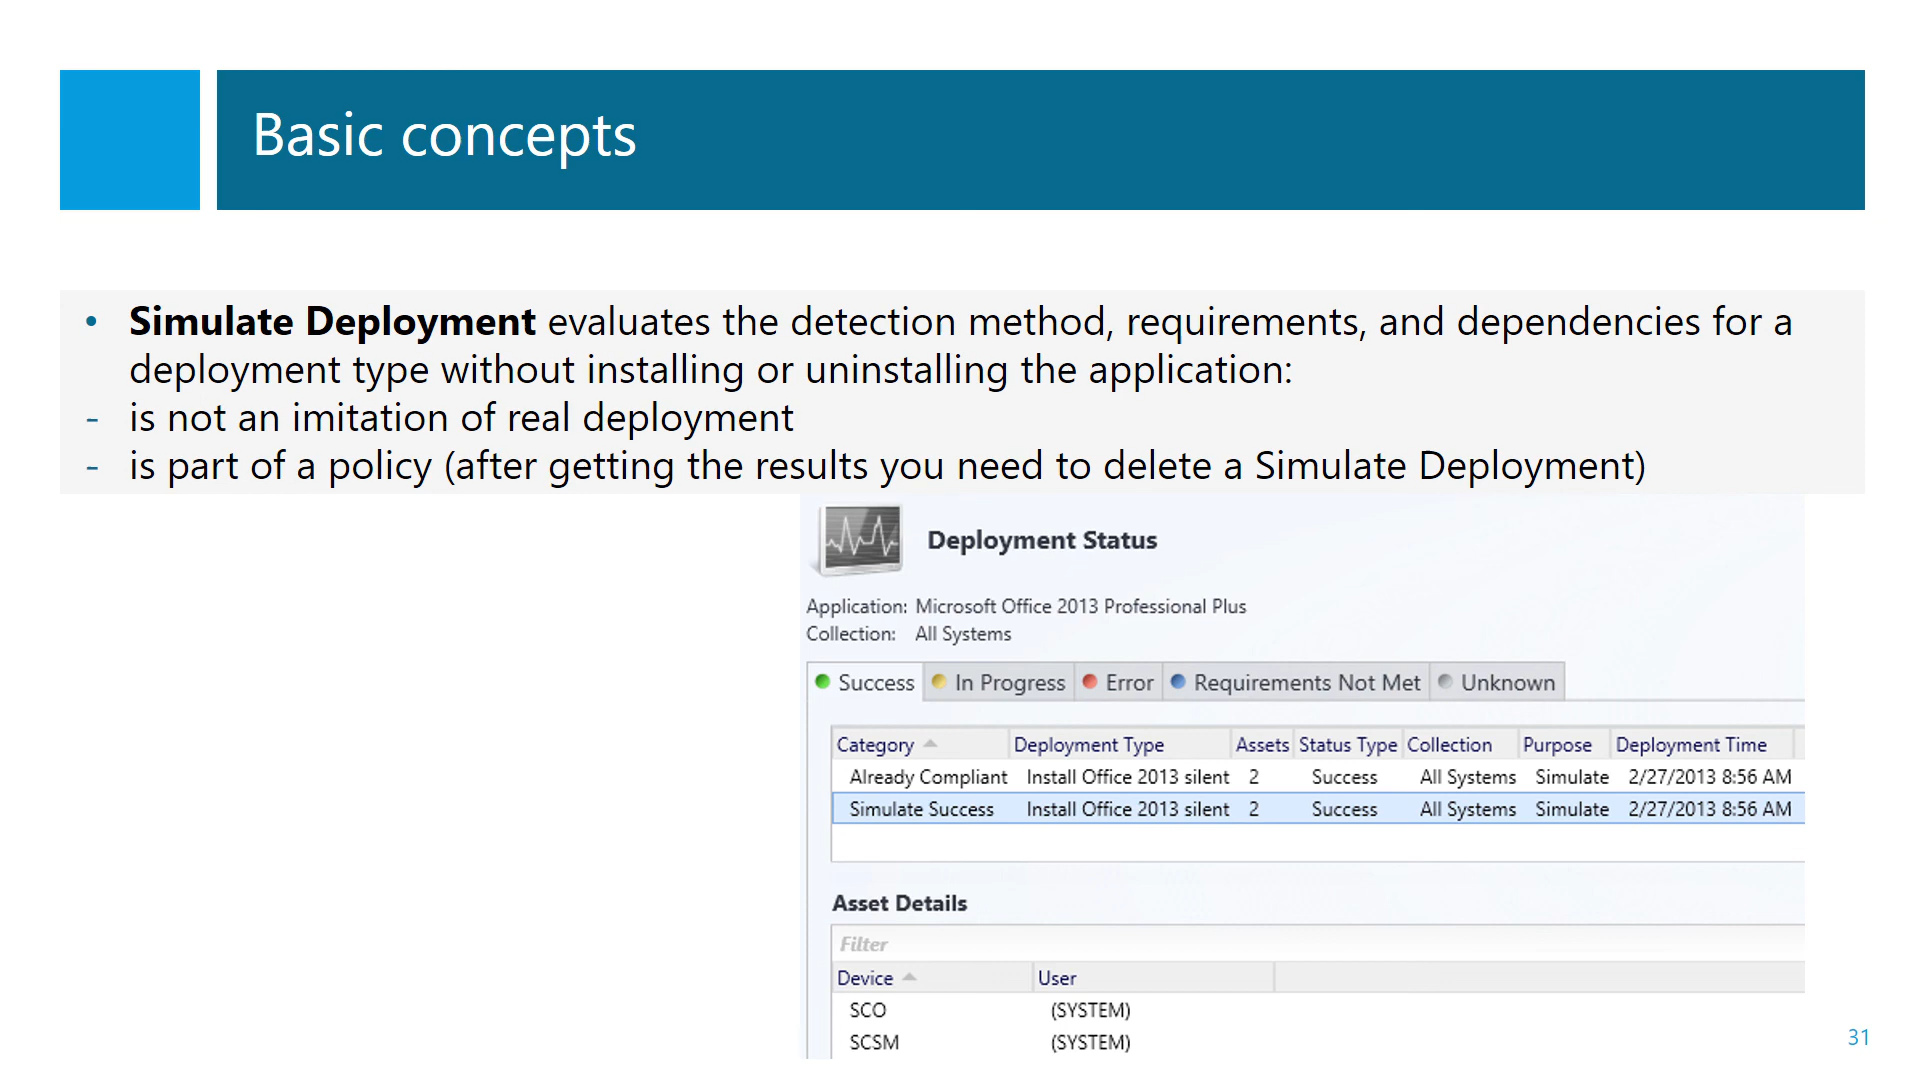 Basic concepts
• Simulate Deployment evaluates the detection method, requirements, and dependencies for a
deployment type without installing or uninstalling the application:
- is not an imitation of real deployment
- is part of a policy (after getting the results you need to delete a Simulate Deployment)
Deployment Status
Application: Microsoft Office 2013 Professional Plus
Collection: All Systems
Success In Progress Error Requirements Not Met Unknown
Category Deployment Type Assets Status Type Collection Purpose Deployment Time
Already Compliant Install Office 2013 silent 2 Success All Systems Simulate 2/27/2013 8:56 AM
Simulate Success Install Office 2013 silent 2 Success All Systems Simulate 2/27/2013 8:56 AM
Asset Details
Filter
Device User
SCO (SYSTEM)
SCSM (SYSTEM)
31